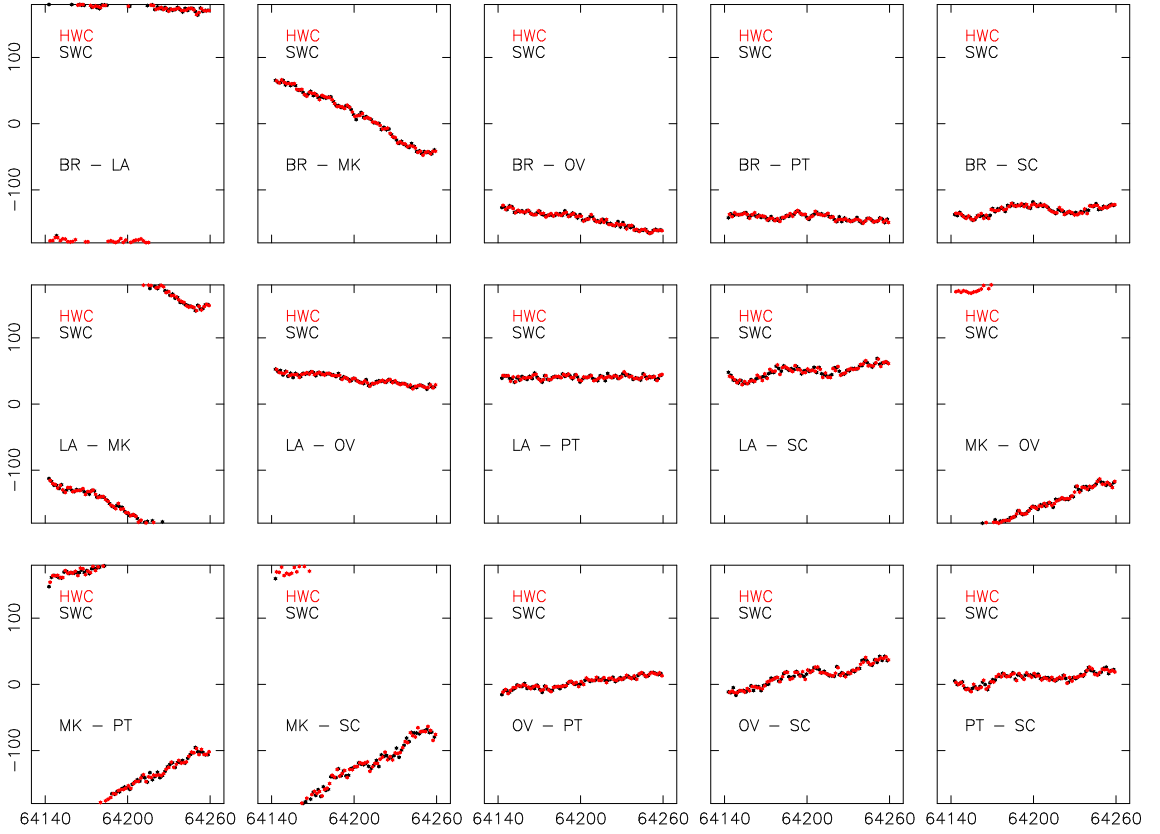 HWC HWC HWC HWC HWC
SWC SWC SWC SWC SWC
100
0
BR − LA BR − MK BR − OV BR − PT BR − SC
−100
HWC HWC HWC HWC HWC
SWC SWC SWC SWC SWC
100
0
LA − MK LA − OV LA − PT LA − SC MK − OV
−100
HWC HWC HWC HWC HWC
SWC SWC SWC SWC SWC
100
0
MK − PT MK − SC OV − PT OV − SC PT − SC
−100
64140 64200 64260 64140 64200 64260 64140 64200 64260 64140 64200 64260 64140 64200 64260